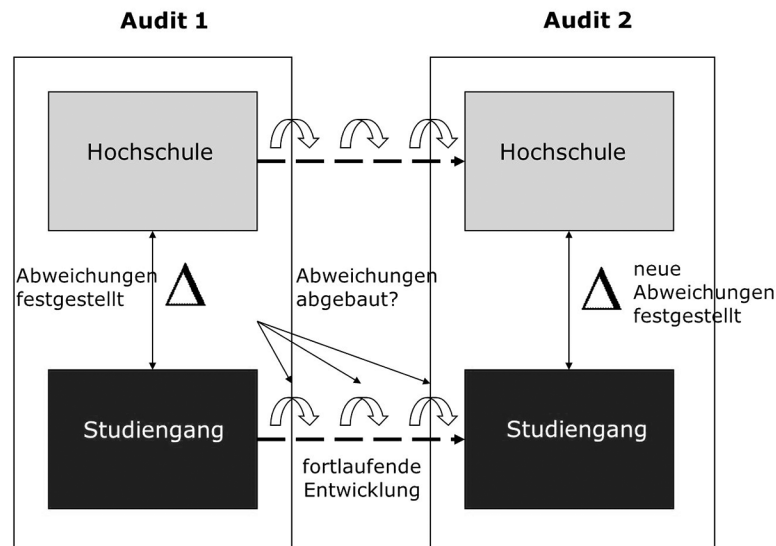 Audit 1
Audit 2
Hochschule
Hochschule
Abweichungen
festgestellt
Δ
Abweichungen
abgebaut?
Δ
neue
Abweichungen
festgestellt
Studiengang
Studiengang
fortlaufende
Entwicklung